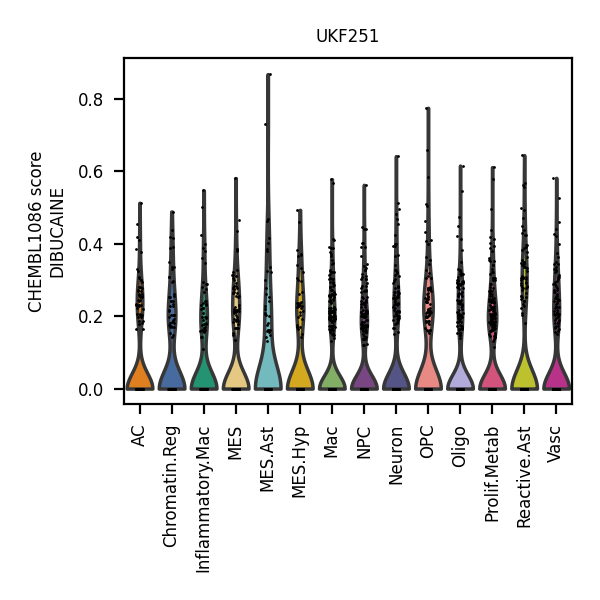 UKF251
CHEMBL1086 score
DIBUCAINE
0.8
0.6
0.4
0.2
0.0
AC
Chromatin.Reg
Inflammatory.Mac
MES
MES.Ast
MES.Hyp
Mac
NPC
Neuron
OPC
Oligo
Prolif.Metab
Reactive.Ast
Vasc